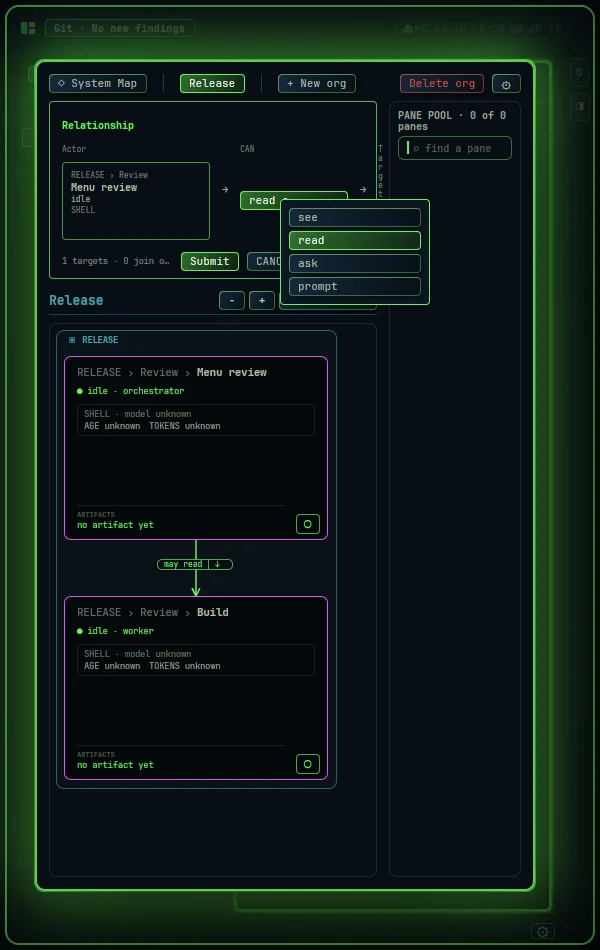 Git · No new findings
◇ System Map
Release
+ New org
Delete org
Relationship
Actor
CAN
Target
RELEASE › Review
Menu review
idle
SHELL
→
read
→
see
read
ask
prompt
1 targets · 0 join o…
Submit
CANC
PANE POOL · 0 of 0
panes
find a pane
Release
-
+
RELEASE
RELEASE › Review › Menu review
● idle · orchestrator
SHELL · model unknown
AGE unknown TOKENS unknown
ARTIFACTS
no artifact yet
may read | ↓
RELEASE › Review › Build
● idle · worker
SHELL · model unknown
AGE unknown TOKENS unknown
ARTIFACTS
no artifact yet